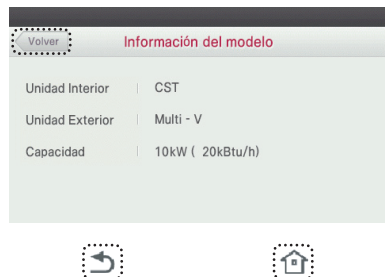 Volver
Información del modelo
Unidad Interior CST
Unidad Exterior Multi - V
Capacidad 10kW ( 20kBtu/h)